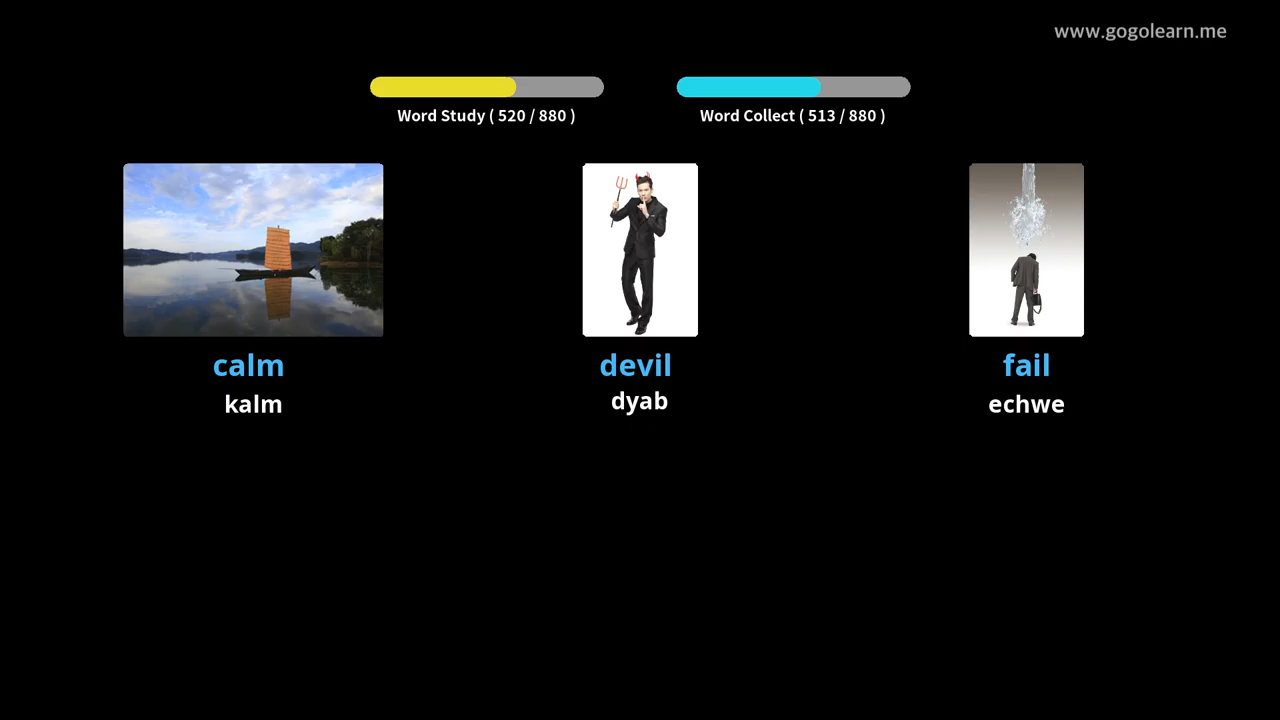 www.gogolearn.me
Word Study ( 520 / 880 )
Word Collect ( 513 / 880 )
calm
devil
fail
kalm
dyab
echwe